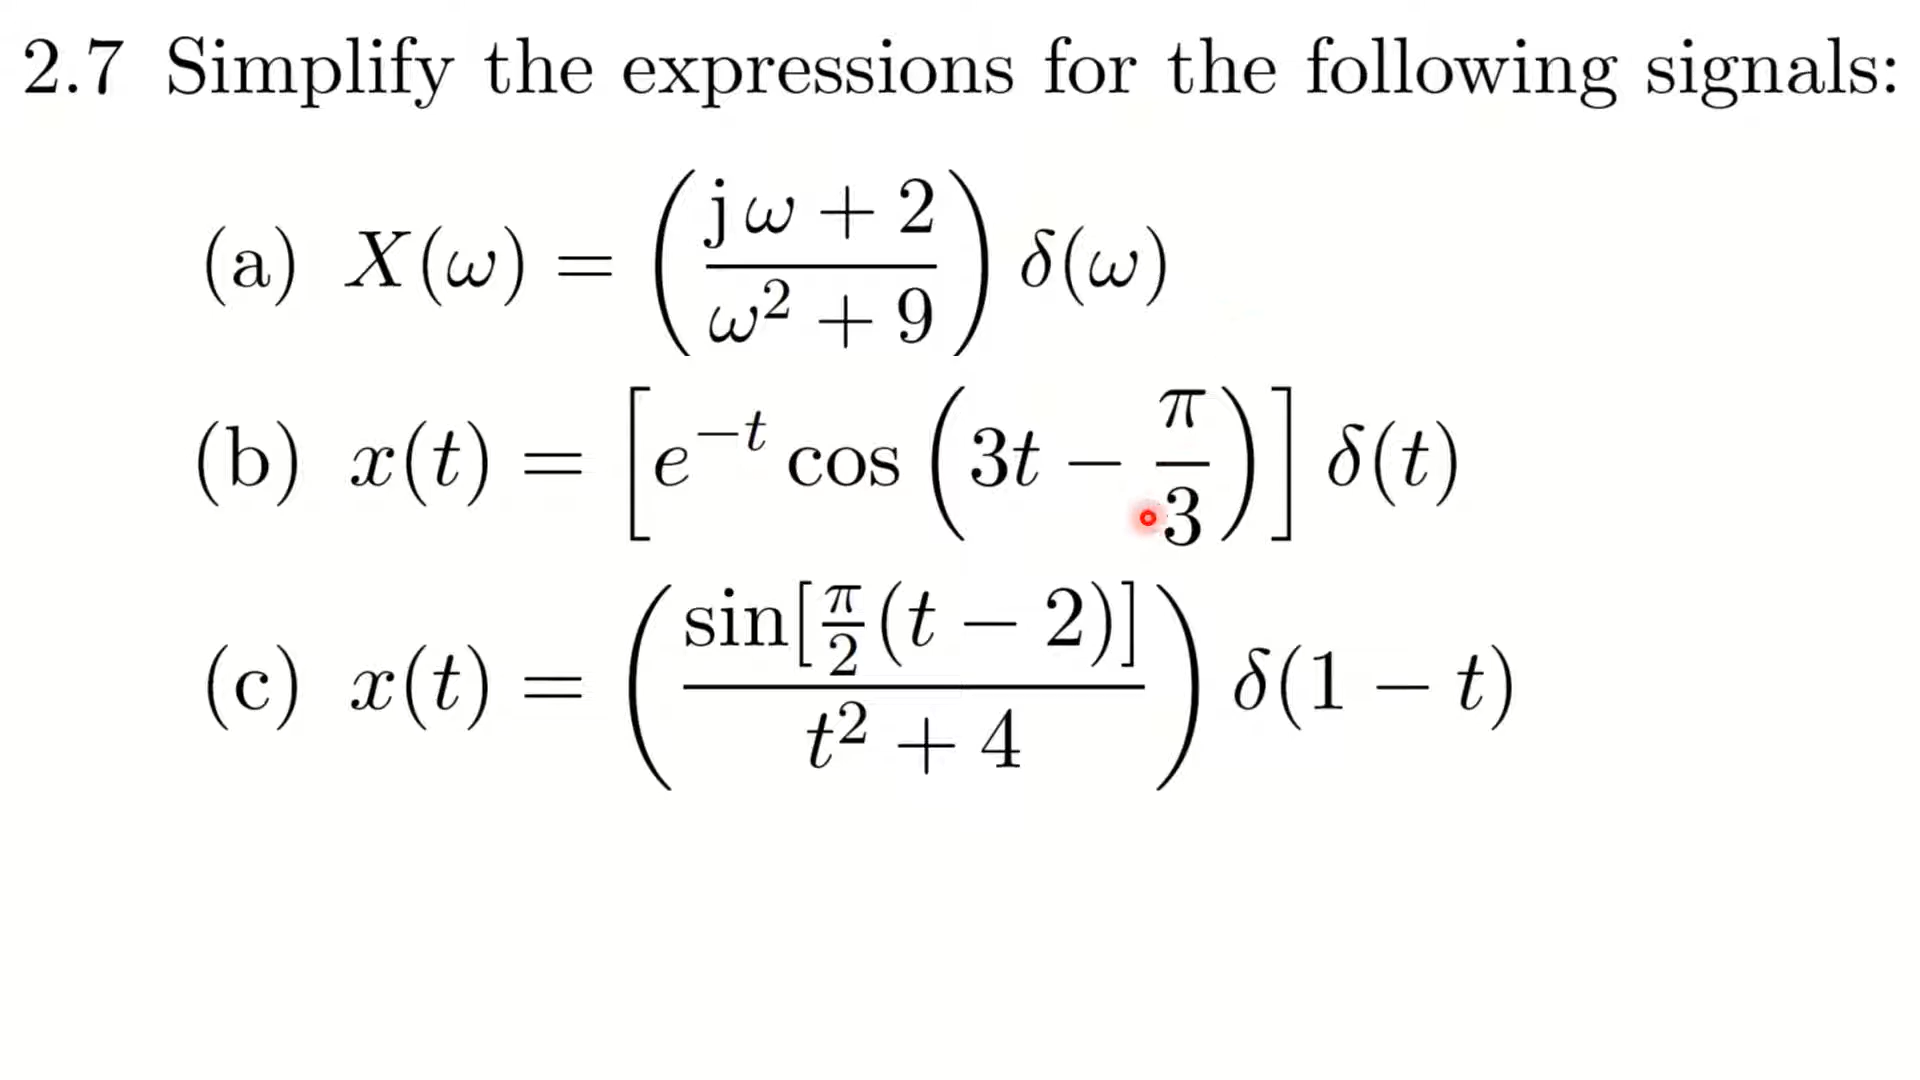 2.7 Simplify the expressions for the following signals:
(a) X(ω) = ( (jω + 2) / (ω² + 9) ) δ(ω)
(b) x(t) = [ e^{−t} cos ( 3t − π/3 ) ] δ(t)
(c) x(t) = ( sin[π/2 (t − 2)] / (t² + 4) ) δ(1 − t)